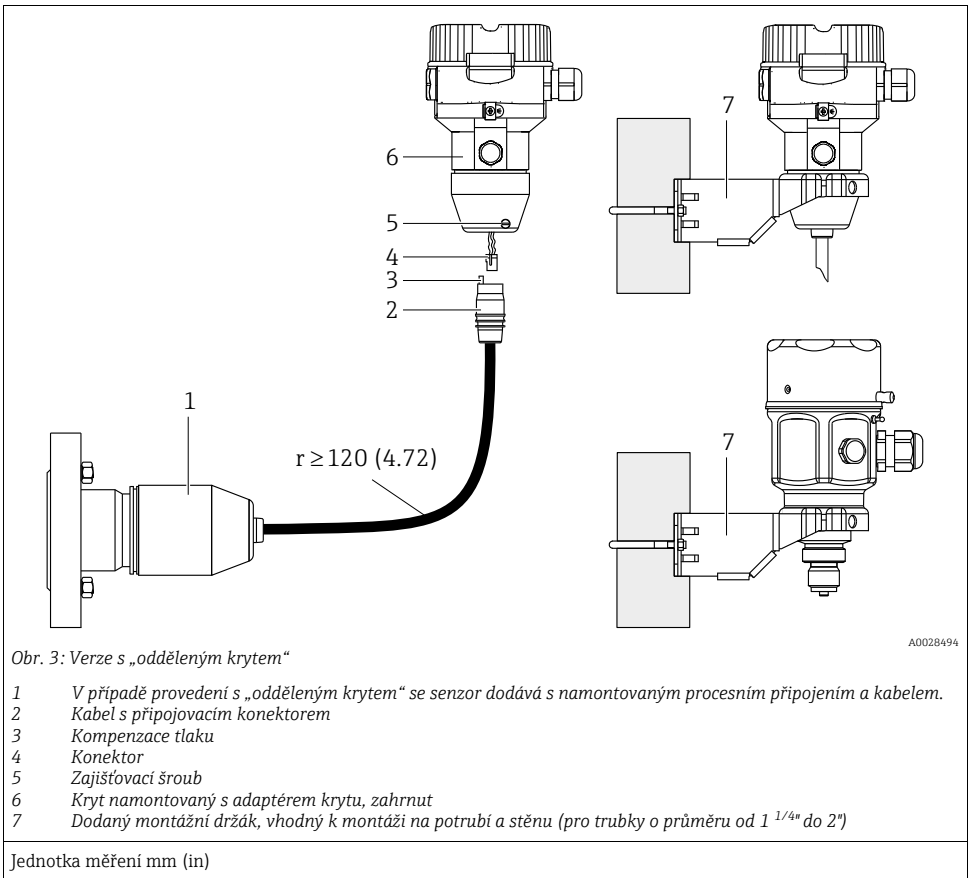 7
6
5
4
3
2
1
r ≥ 120 (4.72)
7
A0028494
Obr. 3: Verze s „odděleným krytem“
1 V případě provedení s „odděleným krytem“ se senzor dodává s namontovaným procesním připojením a kabelem.
2 Kabel s připojovacím konektorem
3 Kompenzace tlaku
4 Konektor
5 Zajišťovací šroub
6 Kryt namontovaný s adaptérem krytu, zahrnut
7 Dodaný montážní držák, vhodný k montáži na potrubí a stěnu (pro trubky o průměru od 1 1/4" do 2")
Jednotka měření mm (in)